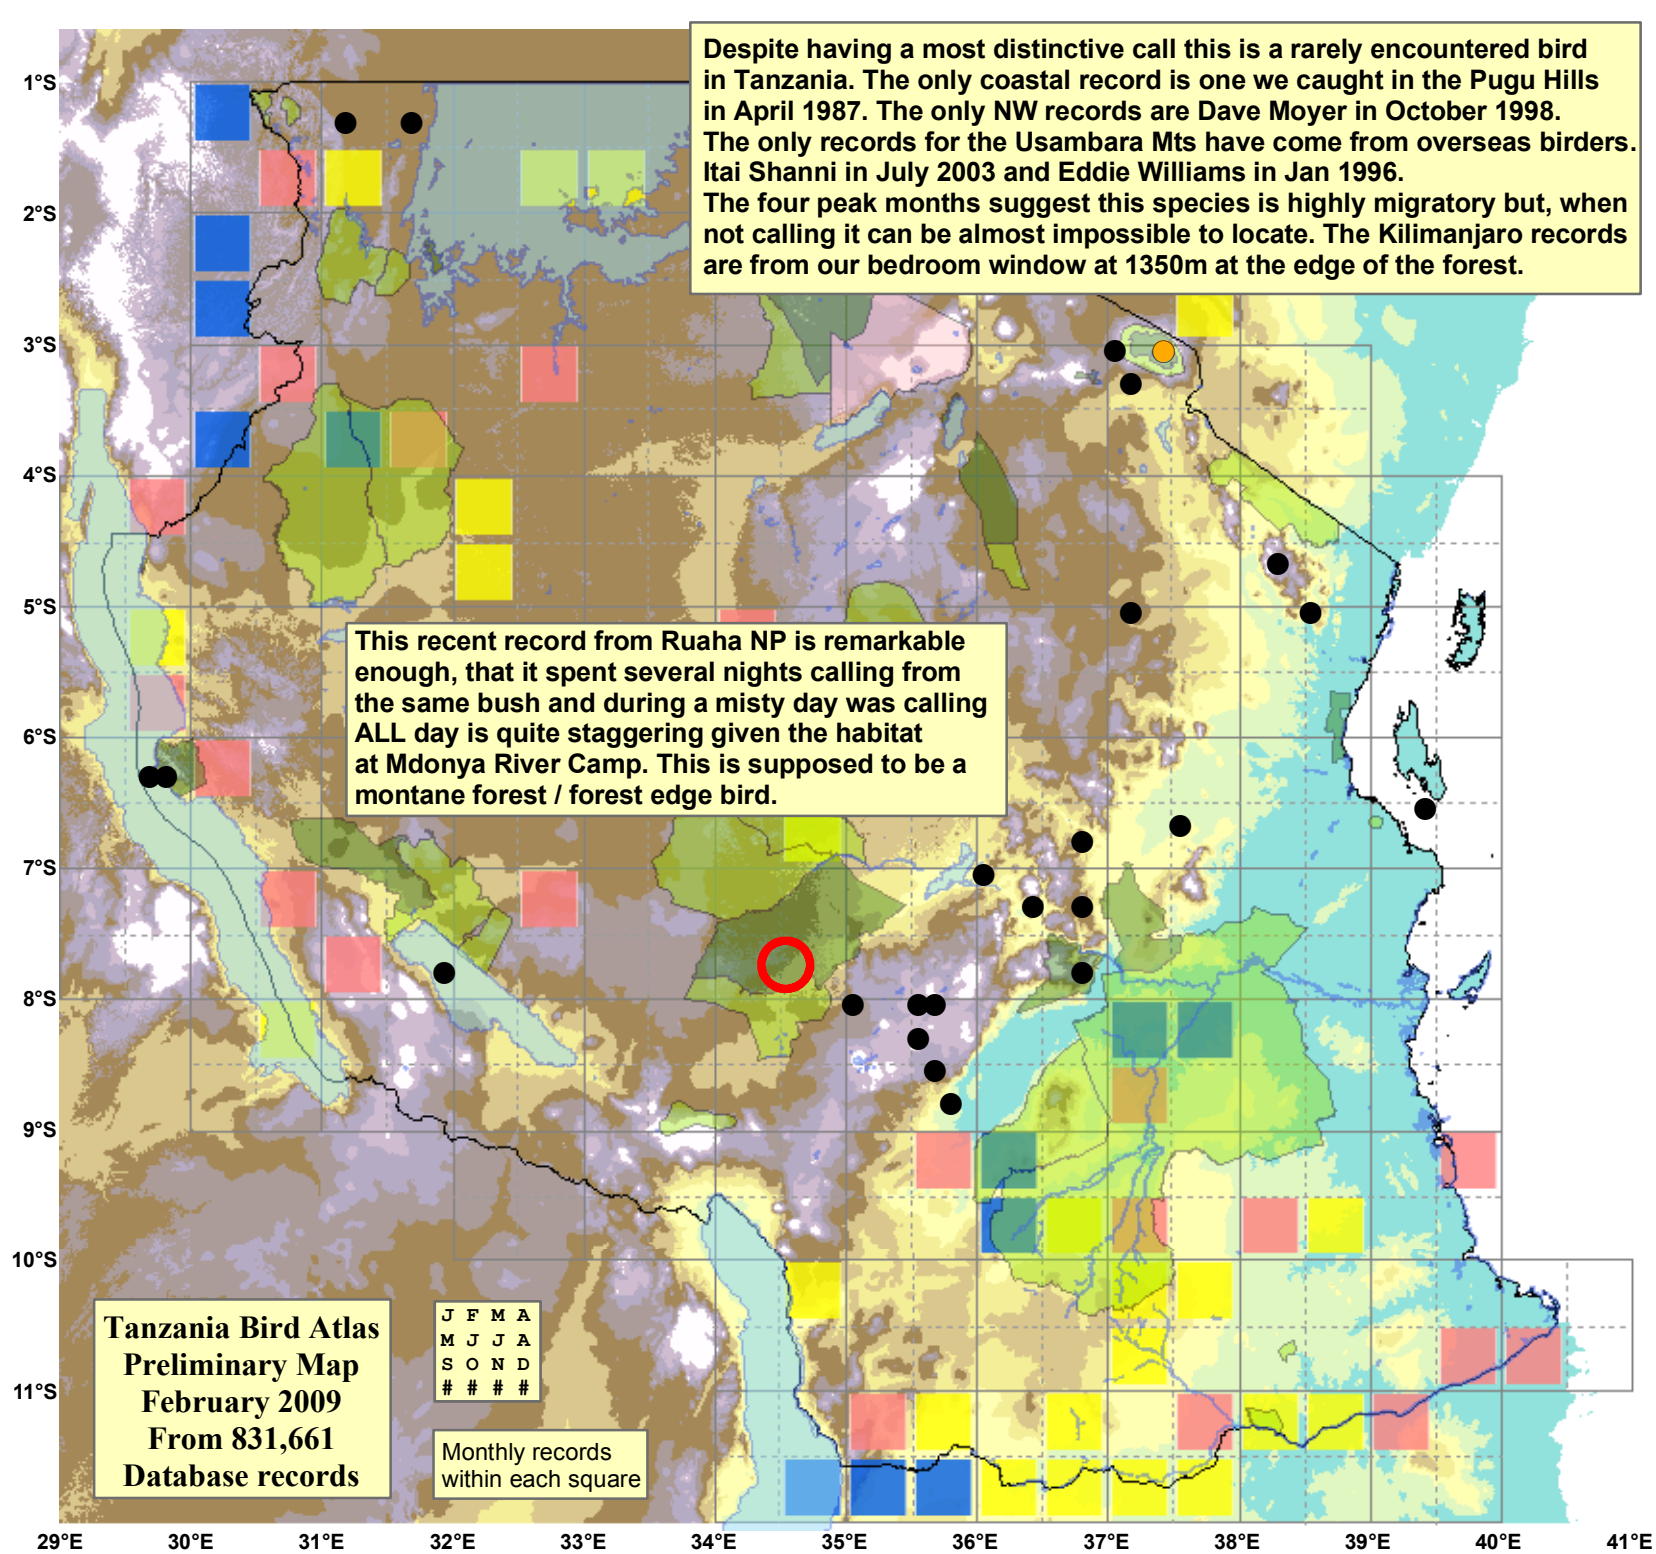 Despite having a most distinctive call this is a rarely encountered bird
in Tanzania. The only coastal record is one we caught in the Pugu Hills
in April 1987. The only NW records are Dave Moyer in October 1998.
The only records for the Usambara Mts have come from overseas birders.
Itai Shanni in July 2003 and Eddie Williams in Jan 1996.
The four peak months suggest this species is highly migratory but, when
not calling it can be almost impossible to locate. The Kilimanjaro records
are from our bedroom window at 1350m at the edge of the forest.
1°S
2°S
3°S
4°S
5°S
6°S
7°S
8°S
9°S
10°S
11°S
This recent record from Ruaha NP is remarkable
enough, that it spent several nights calling from
the same bush and during a misty day was calling
ALL day is quite staggering given the habitat
at Mdonya River Camp. This is supposed to be a
montane forest / forest edge bird.
Tanzania Bird Atlas
Preliminary Map
February 2009
From 831,661
Database records
J F M A
M J J A
S O N D
# # # #
Monthly records
within each square
29°E 30°E 31°E 32°E 33°E 34°E 35°E 36°E 37°E 38°E 39°E 40°E 41°E